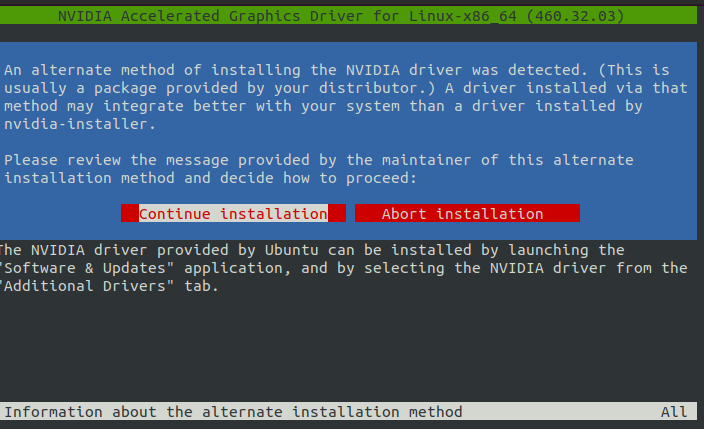 NVIDIA Accelerated Graphics Driver for Linux-x86_64 (460.32.03)
An alternate method of installing the NVIDIA driver was detected. (This is
usually a package provided by your distributor.) A driver installed via that
method may integrate better with your system than a driver installed by
nvidia-installer.
Please review the message provided by the maintainer of this alternate
installation method and decide how to proceed:
Continue installation Abort installation
The NVIDIA driver provided by Ubuntu can be installed by launching the
"Software & Updates" application, and by selecting the NVIDIA driver from the
"Additional Drivers" tab.
Information about the alternate installation method All